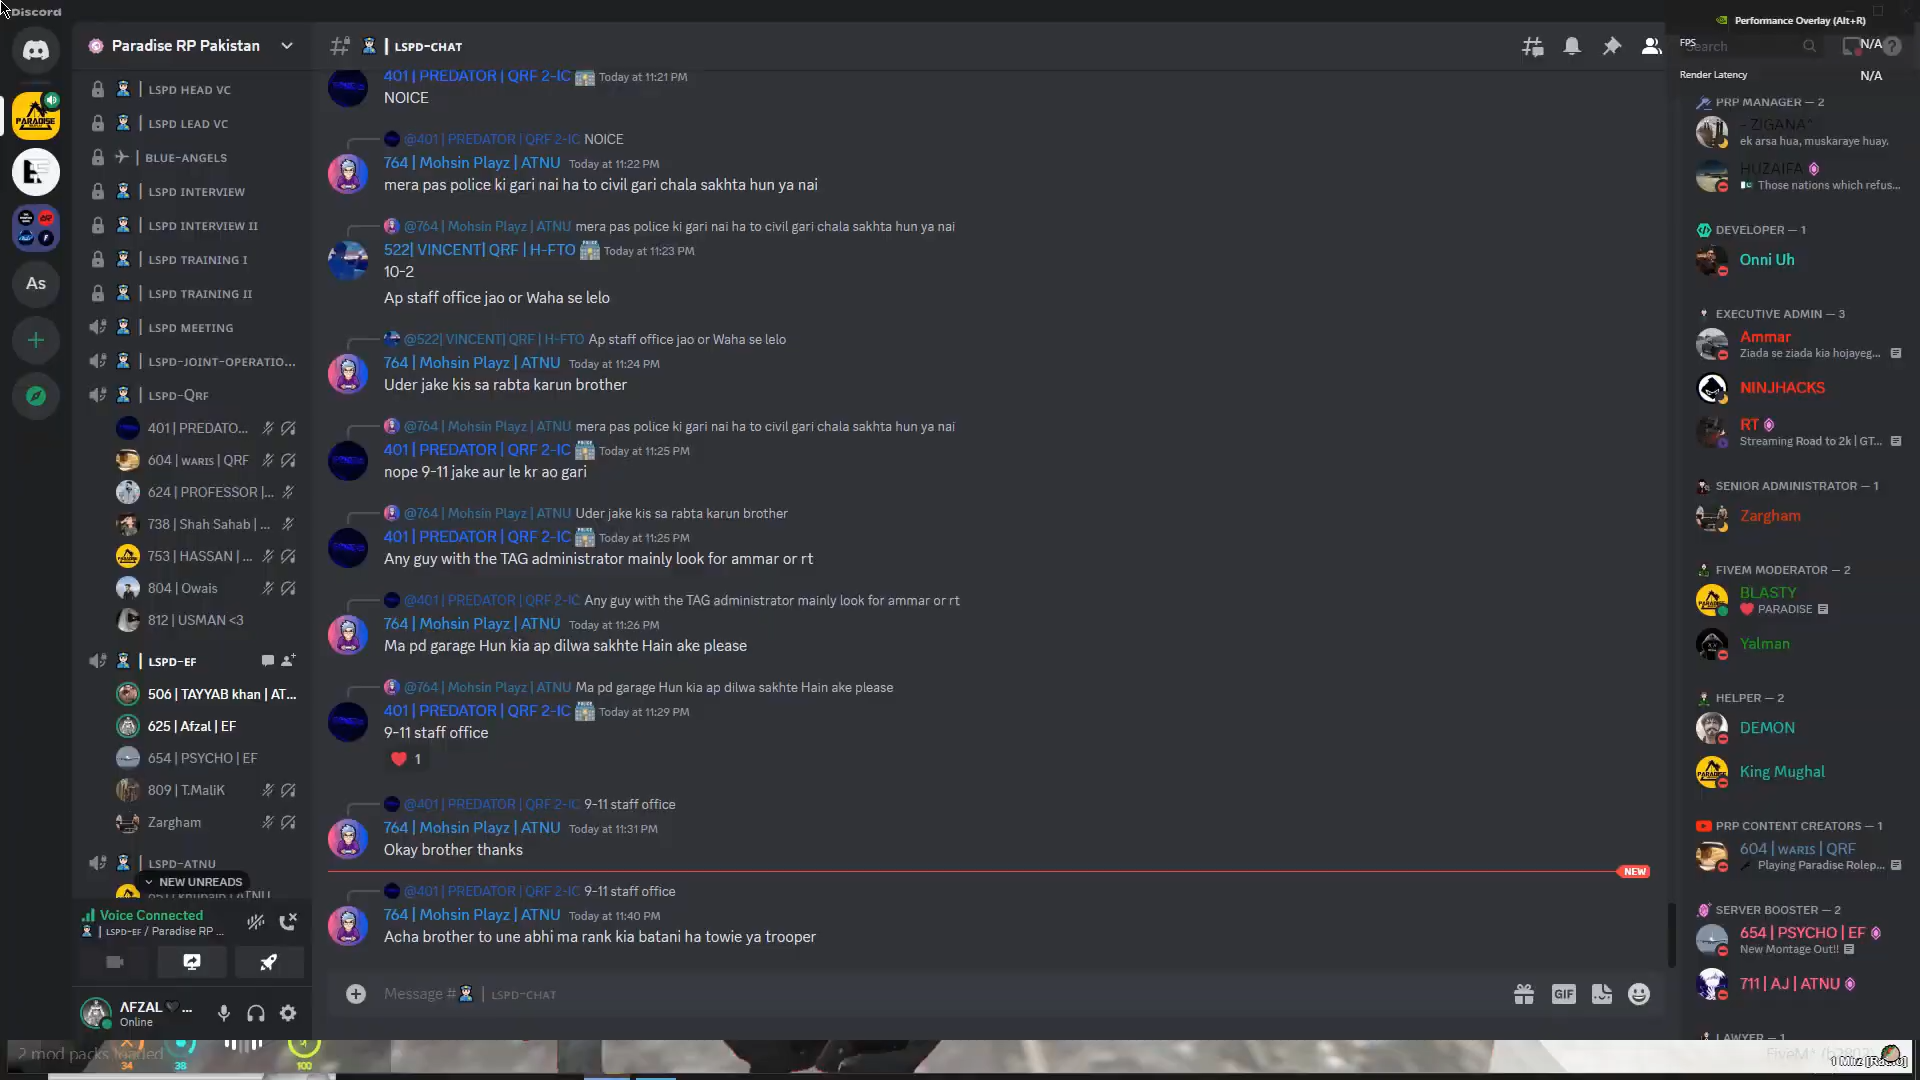 Discord
Performance Overlay (Alt+R)
FPS
N/A
Search
Render Latency
N/A
Paradise RP Pakistan
LSPD-CHAT
As
LSPD HEAD VC
LSPD LEAD VC
BLUE-ANGELS
LSPD INTERVIEW
LSPD INTERVIEW II
LSPD TRAINING I
LSPD TRAINING II
LSPD MEETING
LSPD-JOINT-OPERATIO...
LSPD-QRF
401 | PREDATO...
604 | WARIS | QRF
624 | PROFESSOR |...
738 | Shah Sahab | ...
753 | HASSAN | ...
804 | Owais
812 | USMAN <3
LSPD-EF
506 | TAYYAB khan | AT...
625 | Afzal | EF
654 | PSYCHO | EF
809 | T.MaliK
Zargham
LSPD-ATNU
NEW UNREADS
Voice Connected
LSPD-EF / Paradise RP ...
AFZAL ...
Online
401 | PREDATOR | QRF 2-IC Today at 11:21 PM
NOICE
@401 | PREDATOR | QRF 2-IC NOICE
764 | Mohsin Playz | ATNU Today at 11:22 PM
mera pas police ki gari nai ha to civil gari chala sakhta hun ya nai
@764 | Mohsin Playz | ATNU mera pas police ki gari nai ha to civil gari chala sakhta hun ya nai
522| VINCENT| QRF | H-FTO Today at 11:23 PM
10-2
Ap staff office jao or Waha se lelo
@522| VINCENT| QRF | H-FTO Ap staff office jao or Waha se lelo
764 | Mohsin Playz | ATNU Today at 11:24 PM
Uder jake kis sa rabta karun brother
@764 | Mohsin Playz | ATNU mera pas police ki gari nai ha to civil gari chala sakhta hun ya nai
401 | PREDATOR | QRF 2-IC Today at 11:25 PM
nope 9-11 jake aur le kr ao gari
@764 | Mohsin Playz | ATNU Uder jake kis sa rabta karun brother
401 | PREDATOR | QRF 2-IC Today at 11:25 PM
Any guy with the TAG administrator mainly look for ammar or rt
@401 | PREDATOR | QRF 2-IC Any guy with the TAG administrator mainly look for ammar or rt
764 | Mohsin Playz | ATNU Today at 11:26 PM
Ma pd garage Hun kia ap dilwa sakhte Hain ake please
@764 | Mohsin Playz | ATNU Ma pd garage Hun kia ap dilwa sakhte Hain ake please
401 | PREDATOR | QRF 2-IC Today at 11:29 PM
9-11 staff office
1
@401 | PREDATOR | QRF 2-IC 9-11 staff office
764 | Mohsin Playz | ATNU Today at 11:31 PM
Okay brother thanks
NEW
@401 | PREDATOR | QRF 2-IC 9-11 staff office
764 | Mohsin Playz | ATNU Today at 11:40 PM
Acha brother to une abhi ma rank kia batani ha towie ya trooper
Message # | LSPD-CHAT
GIF
PRP MANAGER — 2
- ZIGANA"
ek arsa hua, muskaraye huay.
HUZAIFA
Those nations which refus...
DEVELOPER — 1
Onni Uh
EXECUTIVE ADMIN — 3
Ammar
Ziada se ziada kia hojayeg...
NINJHACKS
RT
Streaming Road to 2k | GT...
SENIOR ADMINISTRATOR — 1
Zargham
FIVEM MODERATOR — 2
BLASTY
PARADISE
Yalman
HELPER — 2
DEMON
King Mughal
PRP CONTENT CREATORS — 1
604 | WARIS | QRF
Playing Paradise Rolep...
SERVER BOOSTER — 2
654 | PSYCHO | EF
New Montage Out!!
711 | AJ | ATNU
LAWYER — 1
2 mod packs loaded
34
38
100